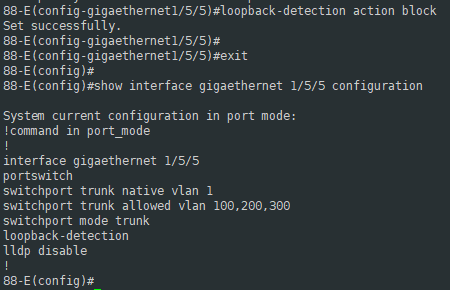 88-E(config-gigaethernet1/5/5)#loopback-detection action block
Set successfully.
88-E(config-gigaethernet1/5/5)#
88-E(config-gigaethernet1/5/5)#exit
88-E(config)#
88-E(config)#show interface gigaethernet 1/5/5 configuration
System current configuration in port mode:
!command in port_mode
!
interface gigaethernet 1/5/5
portswitch
switchport trunk native vlan 1
switchport trunk allowed vlan 100,200,300
switchport mode trunk
loopback-detection
lldp disable
!
88-E(config)#